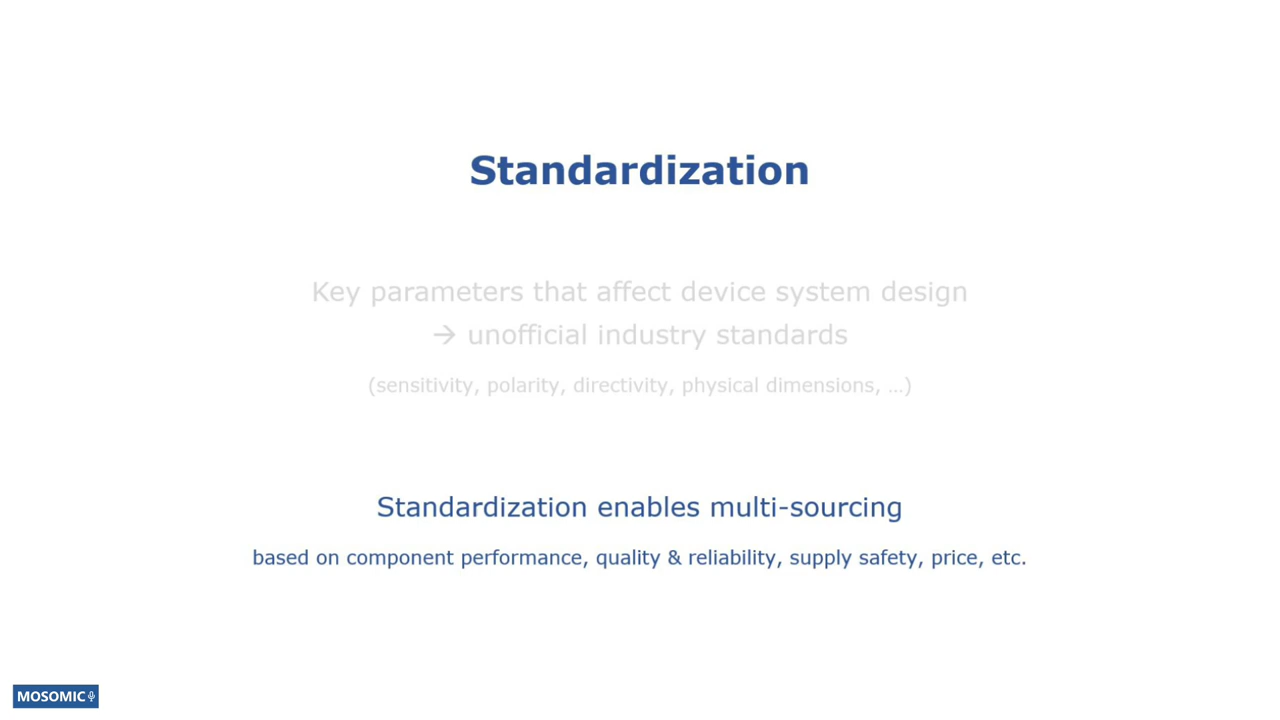 Standardization
Key parameters that affect device system design
→ unofficial industry standards
(sensitivity, polarity, directivity, physical dimensions, …)
Standardization enables multi-sourcing
based on component performance, quality & reliability, supply safety, price, etc.
MOSOMIC